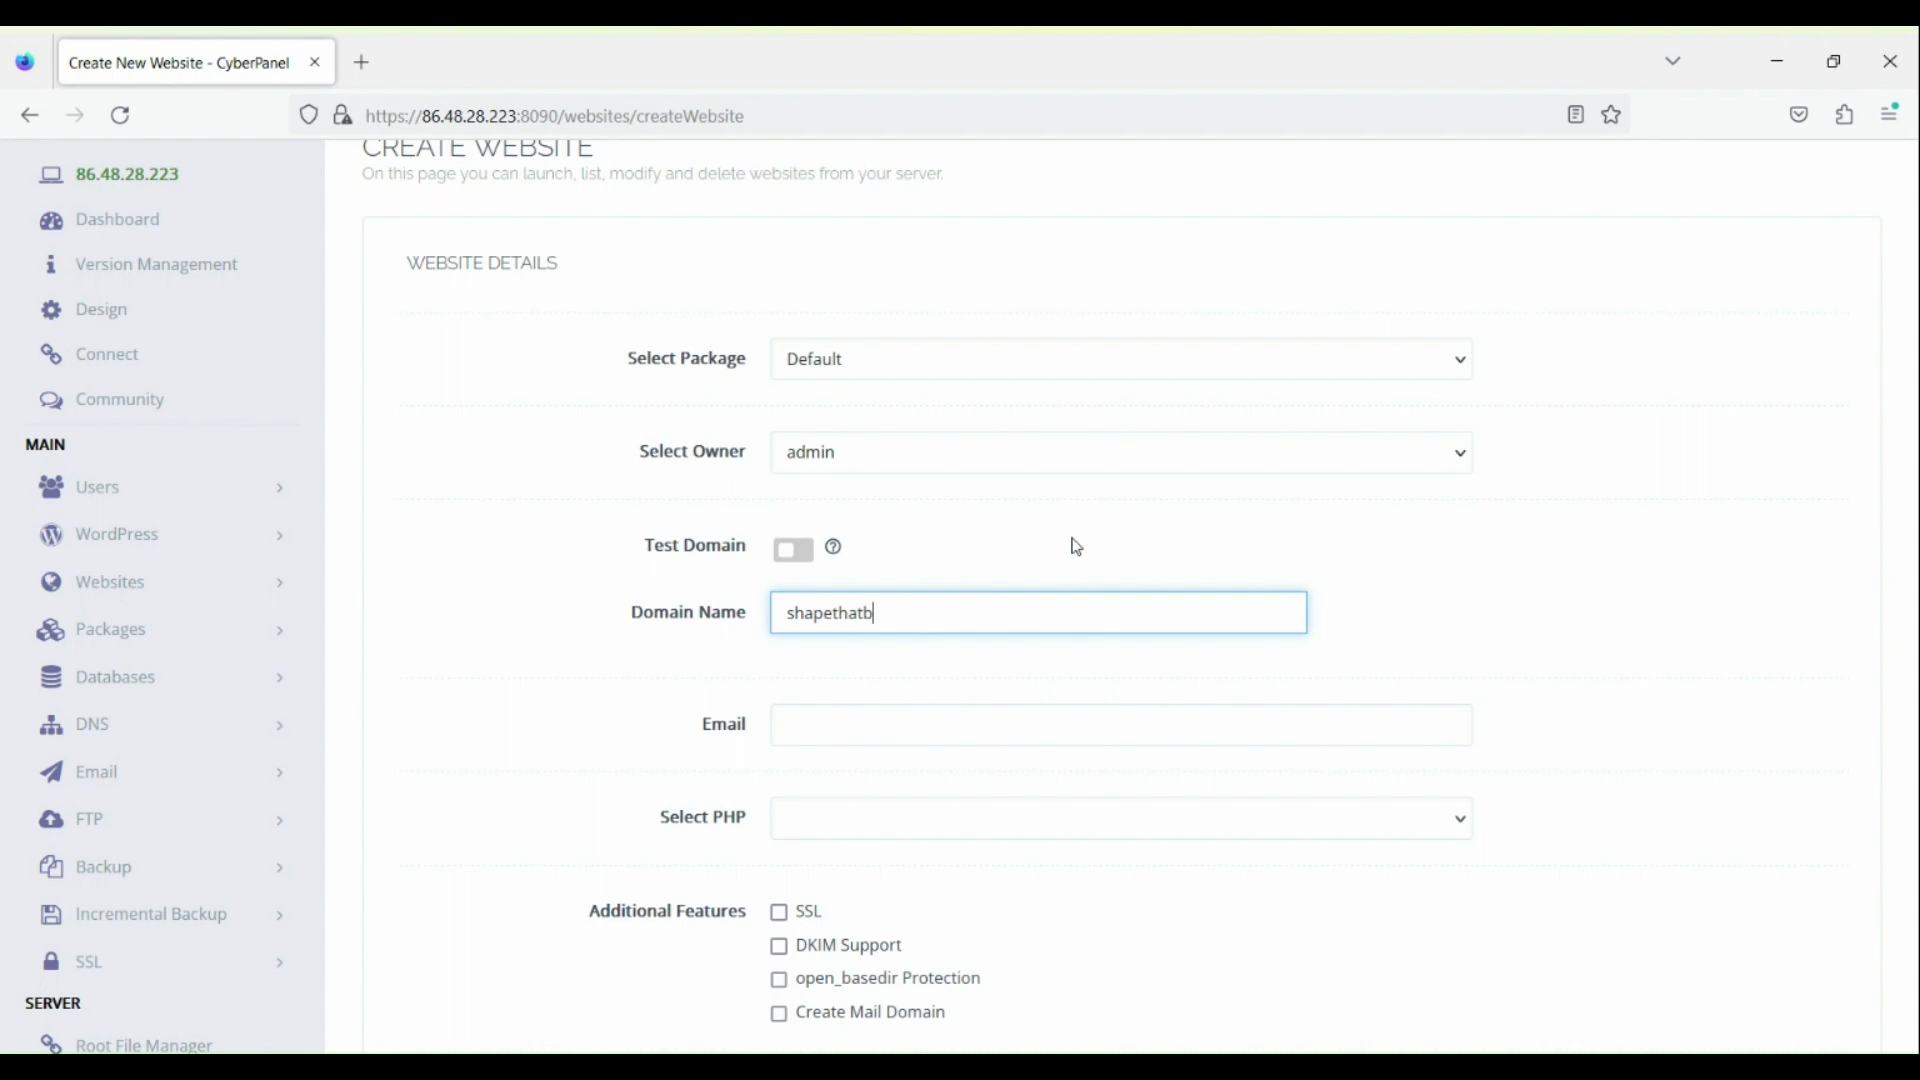 Create New Website - CyberPanel
https://86.48.28.223:8090/websites/createWebsite
86.48.28.223
Dashboard
Version Management
Design
Connect
Community
MAIN
Users
WordPress
Websites
Packages
Databases
DNS
Email
FTP
Backup
Incremental Backup
SSL
SERVER
Root File Manager
CREATE WEBSITE
On this page you can launch, list, modify and delete websites from your server.
WEBSITE DETAILS
Select Package Default
Select Owner admin
Test Domain
Domain Name shapethatb
Email
Select PHP
Additional Features SSL
DKIM Support
open_basedir Protection
Create Mail Domain